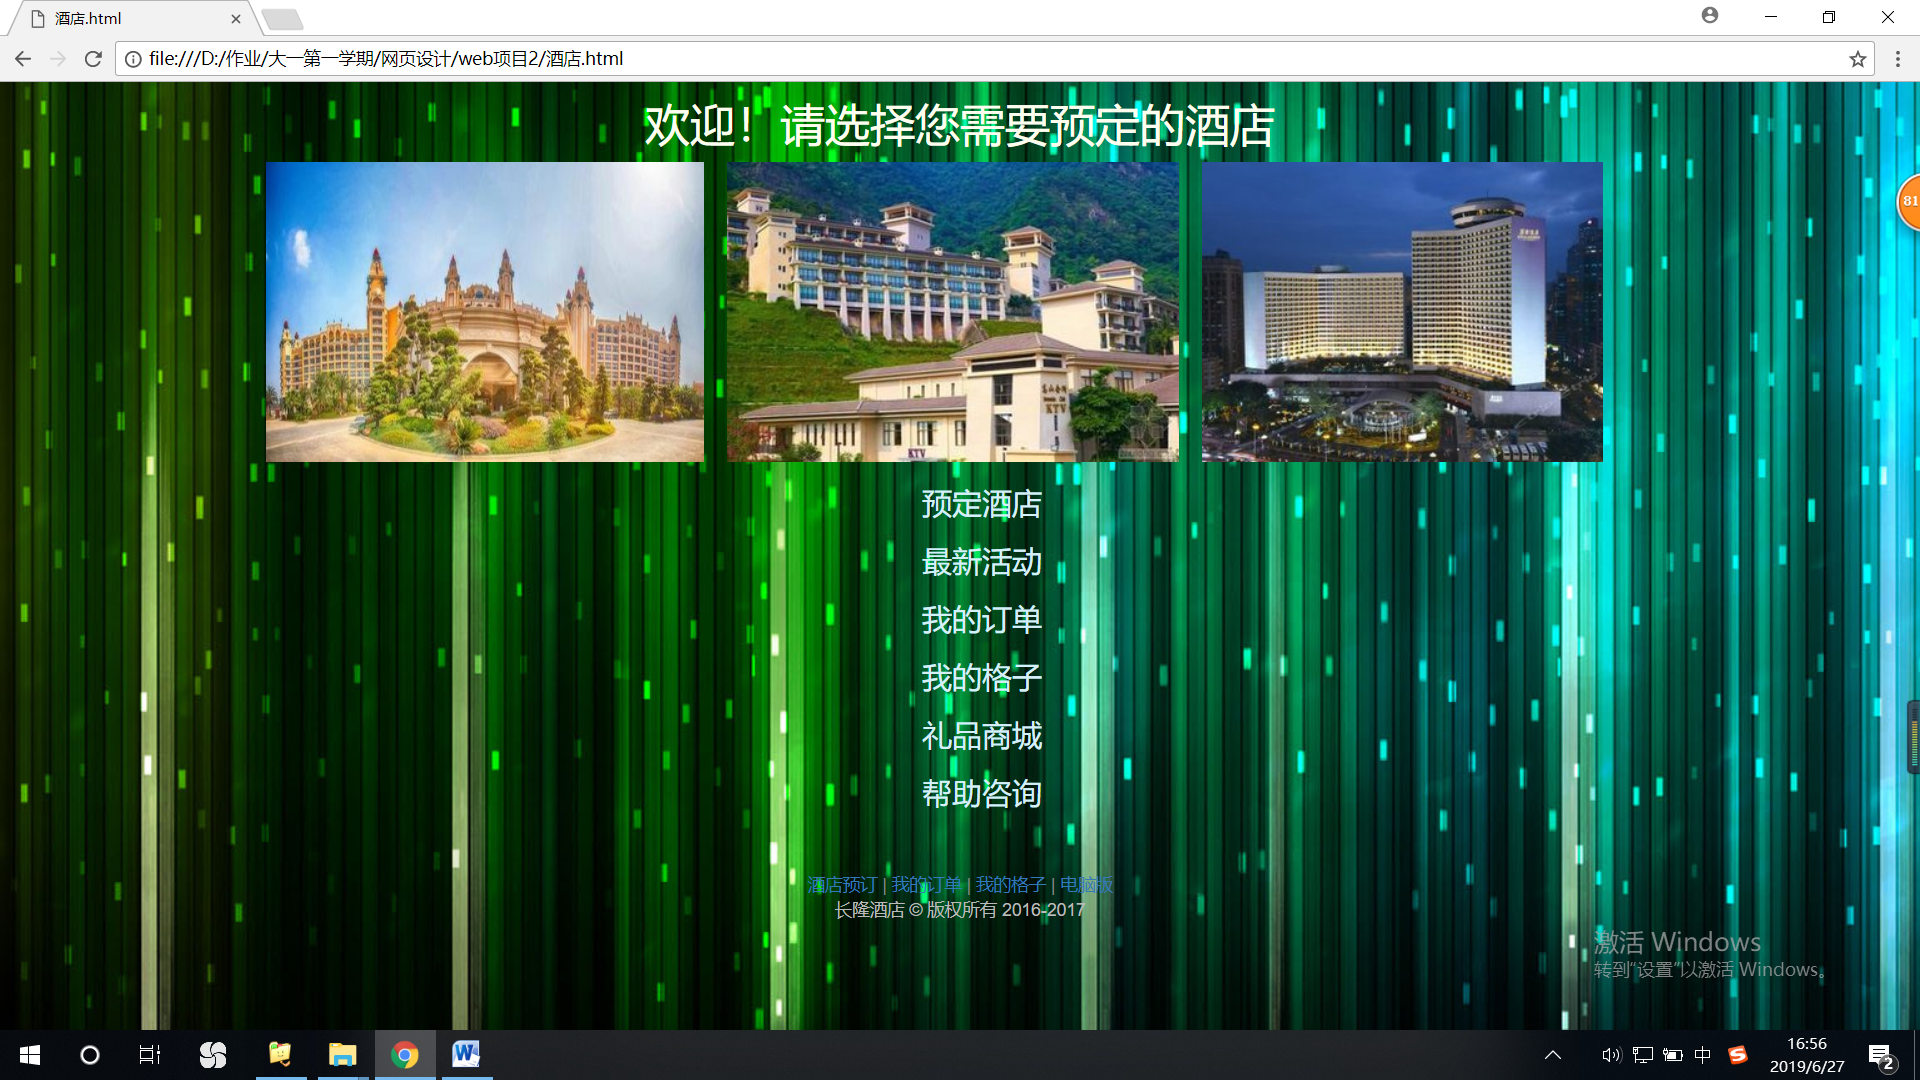 酒店.html
file:///D:/作业/大一第一学期/网页设计/web项目2/酒店.html
欢迎！请选择您需要预定的酒店
81
KTV
KTV
预定酒店
最新活动
我的订单
我的格子
礼品商城
帮助咨询
酒店预订 | 我的订单 | 我的格子 | 电脑版
长隆酒店 © 版权所有 2016-2017
激活 Windows
转到“设置”以激活 Windows。
中
16:56
2019/6/27
2